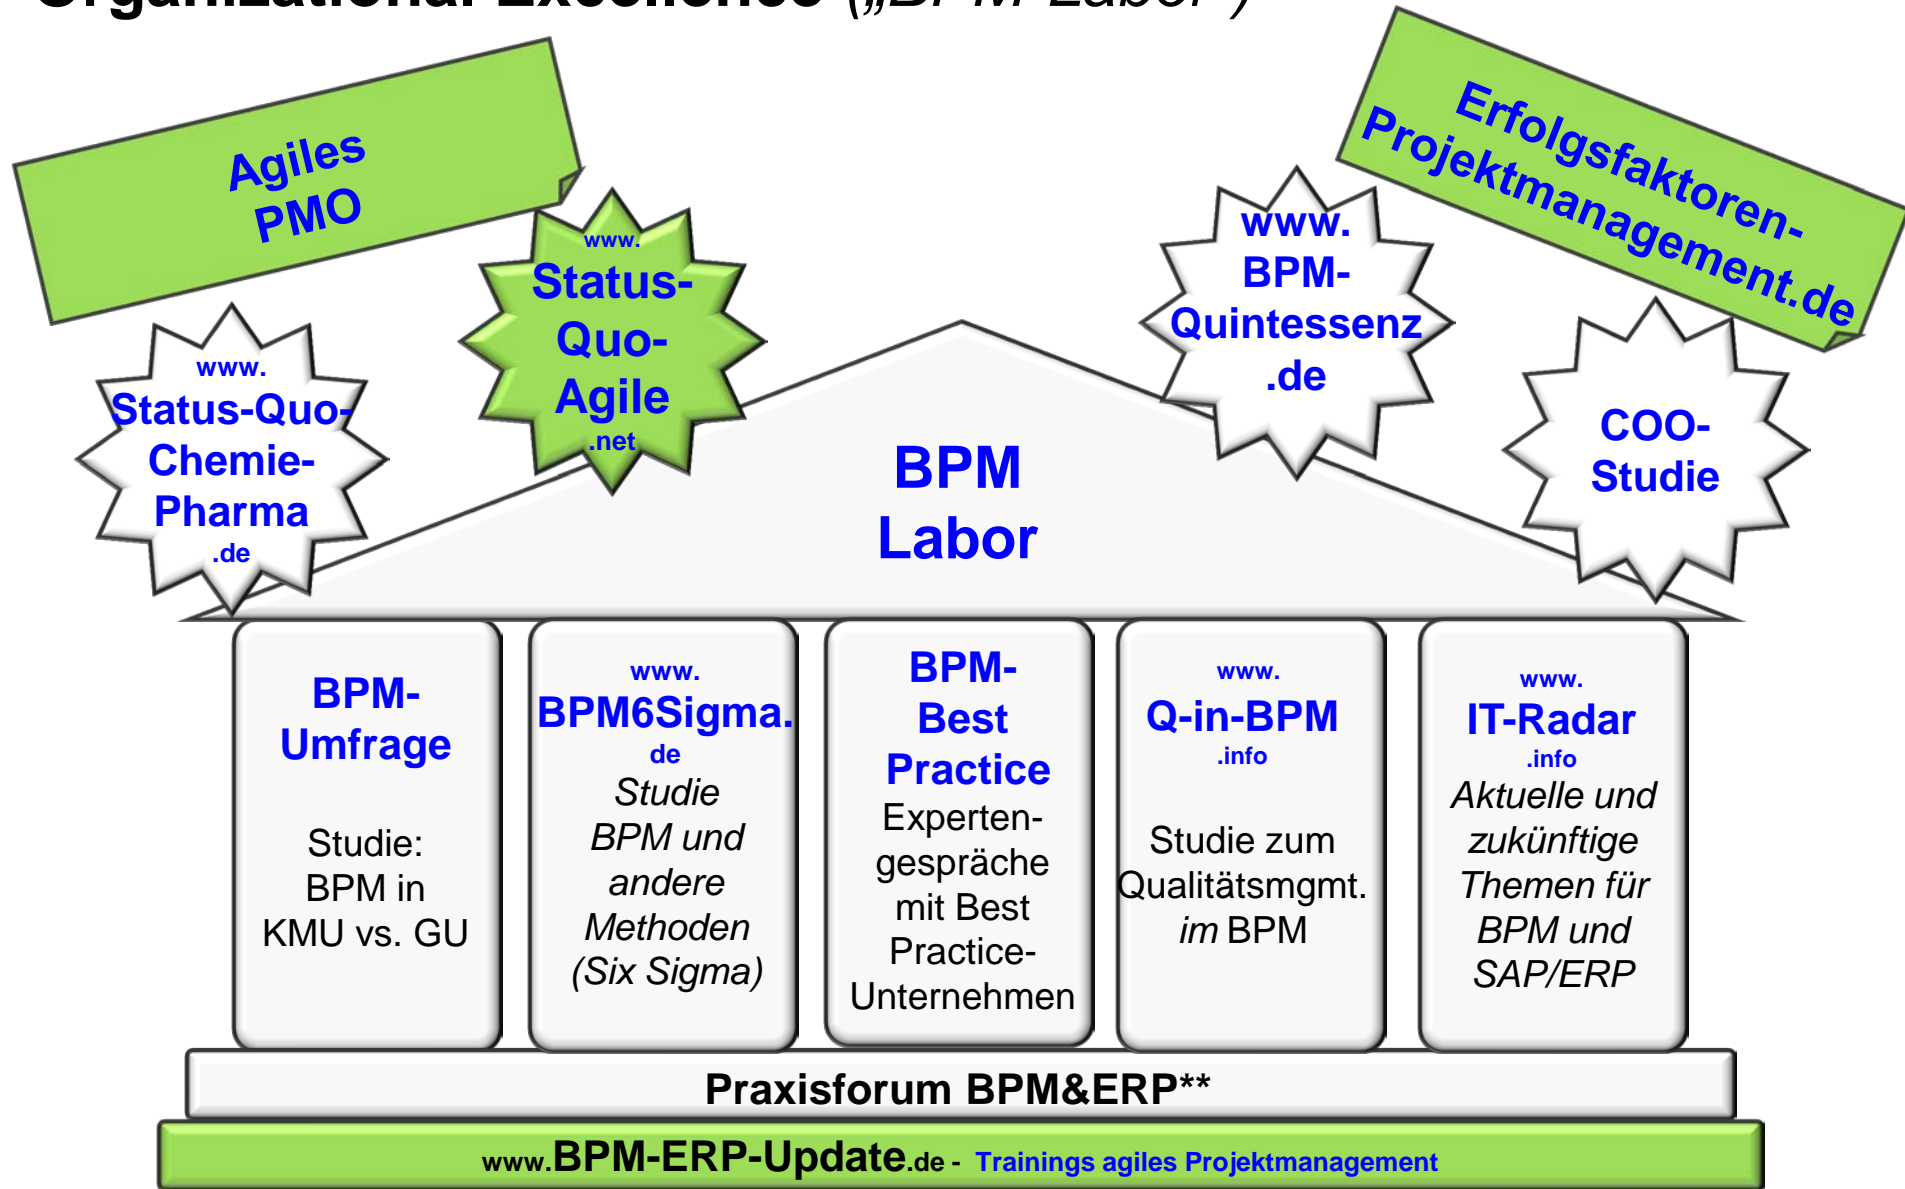 Organizational Excellence („BPM-Labor“)
Agiles
PMO
Erfolgsfaktoren-
Projektmanagement.de
www.
Status-
Quo-
Agile
.net
www.
BPM-
Quintessenz
.de
www.
Status-Quo-
Chemie-
Pharma
.de
COO-
Studie
BPM
Labor
BPM-
Umfrage
Studie:
BPM in
KMU vs. GU
www.
BPM6Sigma.
de
Studie
BPM und
andere
Methoden
(Six Sigma)
BPM-
Best
Practice
Experten-
gespräche
mit Best
Practice-
Unternehmen
www.
Q-in-BPM
.info
Studie zum
Qualitätsmgmt.
im BPM
www.
IT-Radar
.info
Aktuelle und
zukünftige
Themen für
BPM und
SAP/ERP
Praxisforum BPM&ERP**
www.BPM-ERP-Update.de - Trainings agiles Projektmanagement